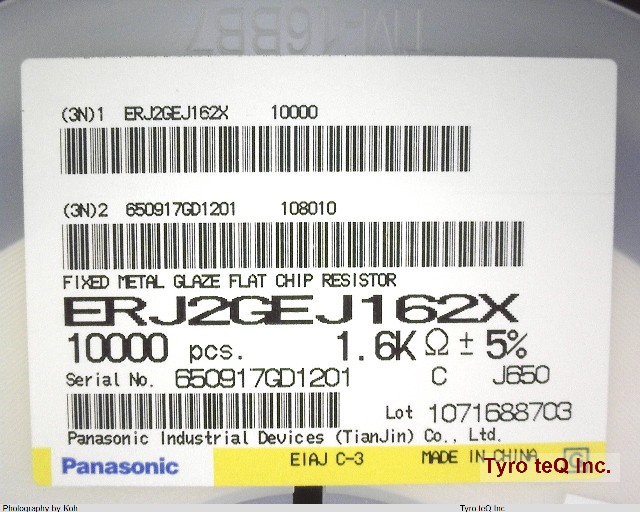 (3N)1 ERJ2GEJ162X 10000
(3N)2 650917GD1201 108010
FIXED METAL GLAZE FLAT CHIP RESISTOR
ERJ2GEJ162X
10000 pcs. 1.6K Ω ± 5%
Serial No. 650917GD1201 C J650
Lot 1071688703
Panasonic Industrial Devices (TianJin) Co., Ltd.
Panasonic EIAJ C-3 MADE IN CHINA
Tyro teQ Inc.
Photography by Koh Tyro teQ Inc